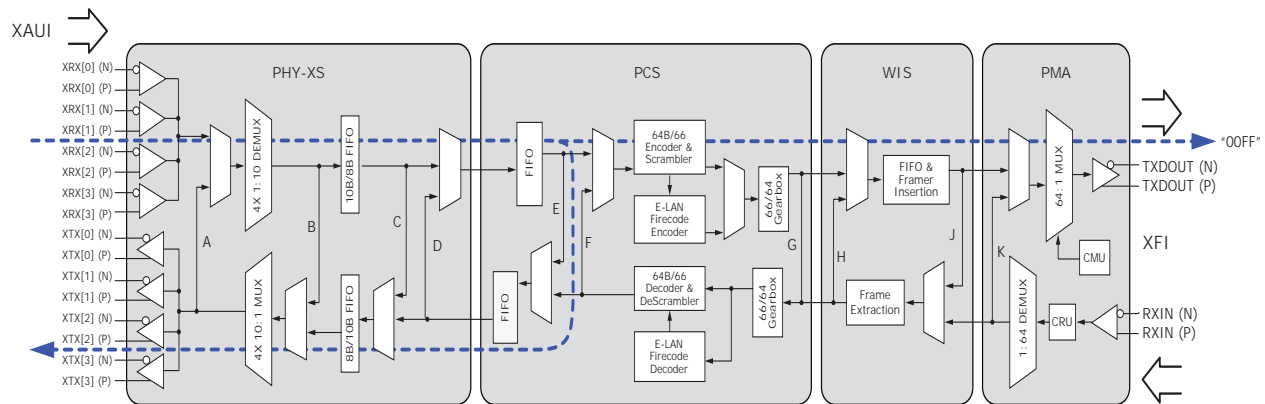 XAUI
PHY-XS
PCS
WIS
PMA
XRX[0] (N)
XRX[0] (P)
XRX[1] (N)
XRX[1] (P)
XRX[2] (N)
XRX[2] (P)
XRX[3] (N)
XRX[3] (P)
XTX[0] (N)
XTX[0] (P)
XTX[1] (N)
XTX[1] (P)
XTX[2] (N)
XTX[2] (P)
XTX[3] (N)
XTX[3] (P)
A
4X 1:10 DEMUX
4X 10:1 MUX
B
10B/8B FIFO
8B/10B FIFO
C
D
FIFO
FIFO
E
F
64B/66
Encoder &
Scrambler
E-LAN
Firecode
Encoder
64B/66
Decoder &
DeScrambler
E-LAN
Firecode
Decoder
66/64
Gearbox
66/64
Gearbox
G
H
FIFO &
Framer
Insertion
Frame
Extraction
J
K
64:1 MUX
1:64 DEMUX
CMU
CRU
"00FF"
TXDOUT (N)
TXDOUT (P)
XFI
RXIN (N)
RXIN (P)